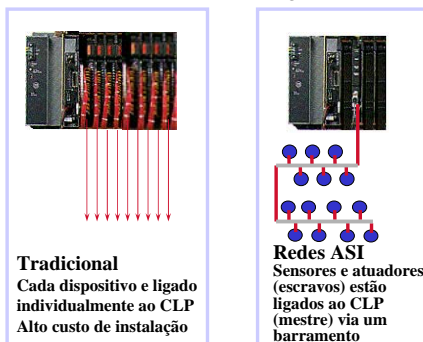 Tradicional
Cada dispositivo e ligado
individualmente ao CLP
Alto custo de instalação
Redes ASI
Sensores e atuadores
(escravos) estão
ligados ao CLP
(mestre) via um
barramento